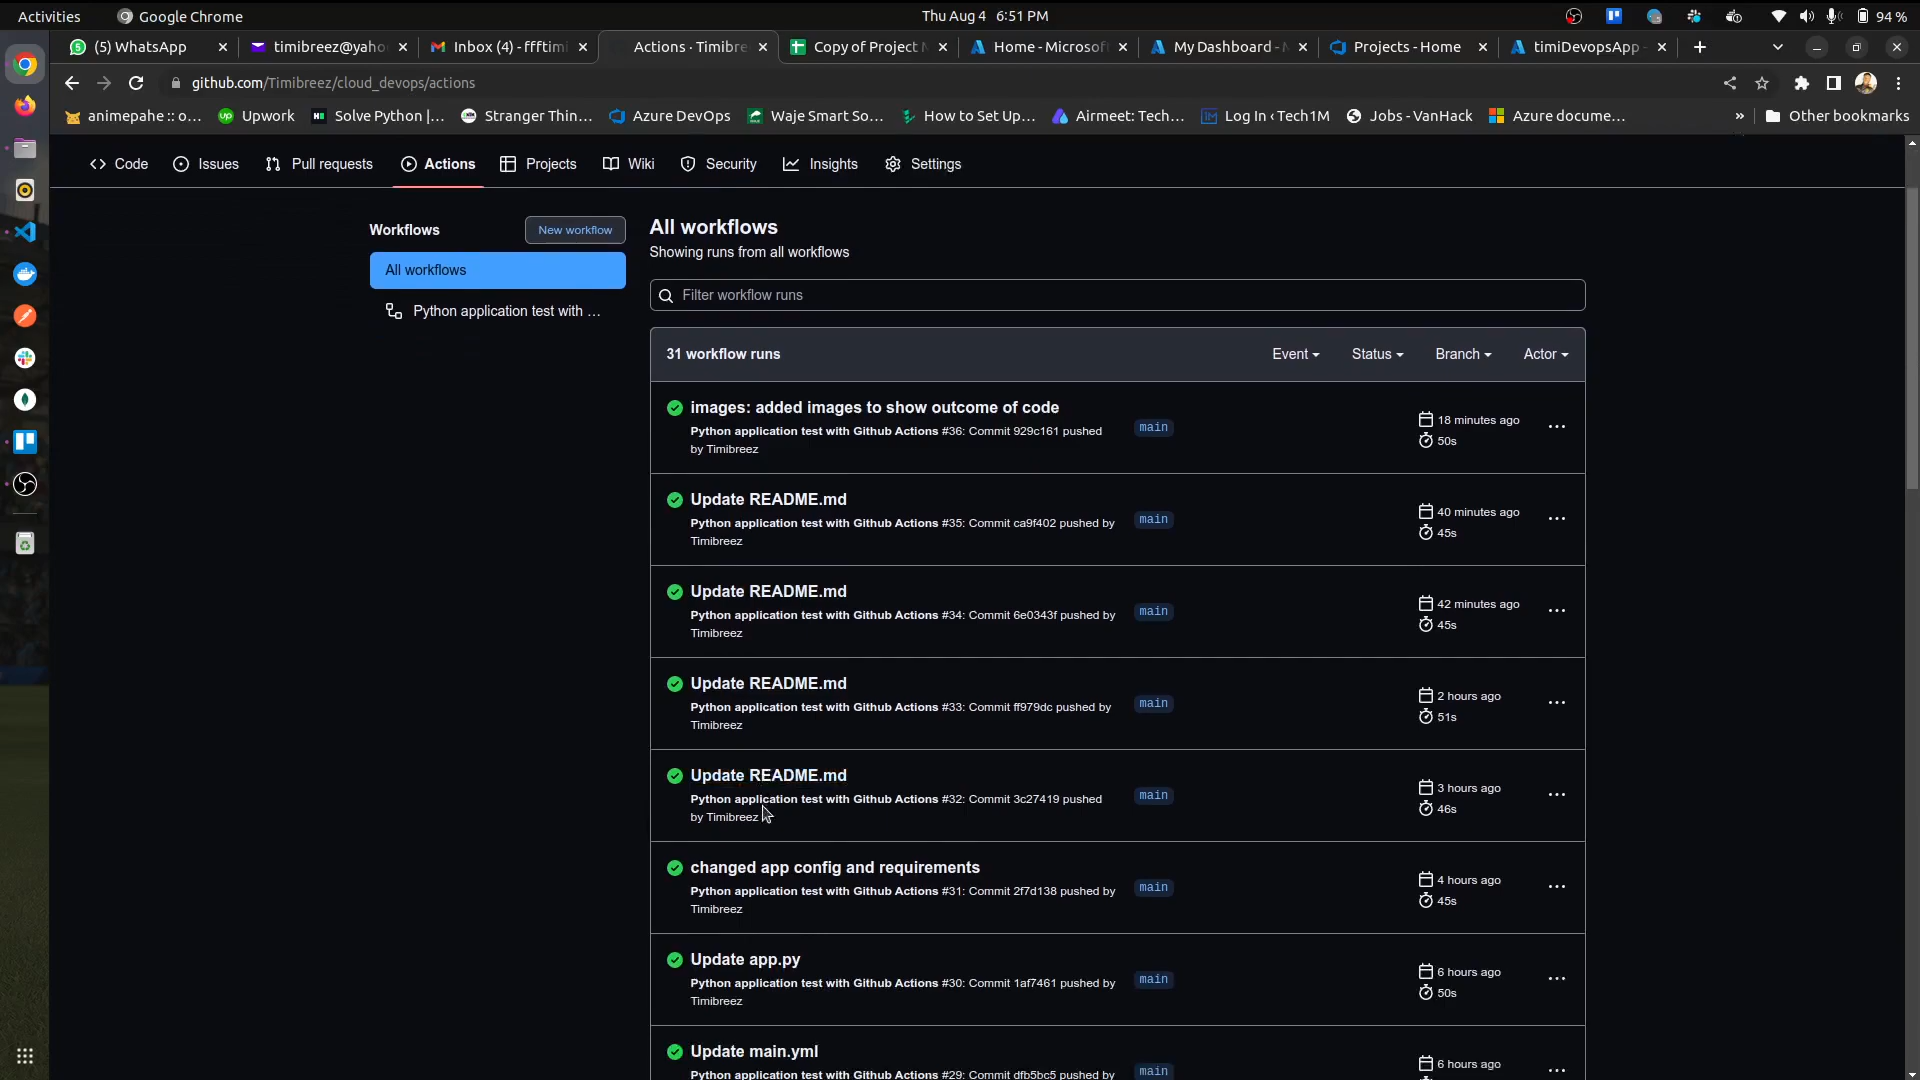 Activities
Google Chrome
Thu Aug 4 6:51 PM
94 %
(5) WhatsApp
timibreez@yaho
Inbox (4) - ffftimi
Actions · Timibre
Copy of Project M
Home - Microsof
My Dashboard -
Projects - Home
timiDevopsApp -
github.com/Timibreez/cloud_devops/actions
animepahe :: o...
Upwork
Solve Python |...
Stranger Thin...
Azure DevOps
Waje Smart So...
How to Set Up...
Airmeet: Tech...
Log In ‹ Tech1M
Jobs - VanHack
Azure docume...
»
Other bookmarks
Code
Issues
Pull requests
Actions
Projects
Wiki
Security
Insights
Settings
Workflows
New workflow
All workflows
Python application test with ...
All workflows
Showing runs from all workflows
Filter workflow runs
31 workflow runs
Event
Status
Branch
Actor
images: added images to show outcome of code
Python application test with Github Actions #36: Commit 929c161 pushed
by Timibreez
main
18 minutes ago
50s
Update README.md
Python application test with Github Actions #35: Commit ca9f402 pushed by
Timibreez
main
40 minutes ago
45s
Update README.md
Python application test with Github Actions #34: Commit 6e0343f pushed by
Timibreez
main
42 minutes ago
45s
Update README.md
Python application test with Github Actions #33: Commit ff979dc pushed by
Timibreez
main
2 hours ago
51s
Update README.md
Python application test with Github Actions #32: Commit 3c27419 pushed
by Timibreez
main
3 hours ago
46s
changed app config and requirements
Python application test with Github Actions #31: Commit 2f7d138 pushed by
Timibreez
main
4 hours ago
45s
Update app.py
Python application test with Github Actions #30: Commit 1af7461 pushed by
Timibreez
main
6 hours ago
50s
Update main.yml
Python application test with Github Actions #29: Commit dfb5bc5 pushed by
main
6 hours ago